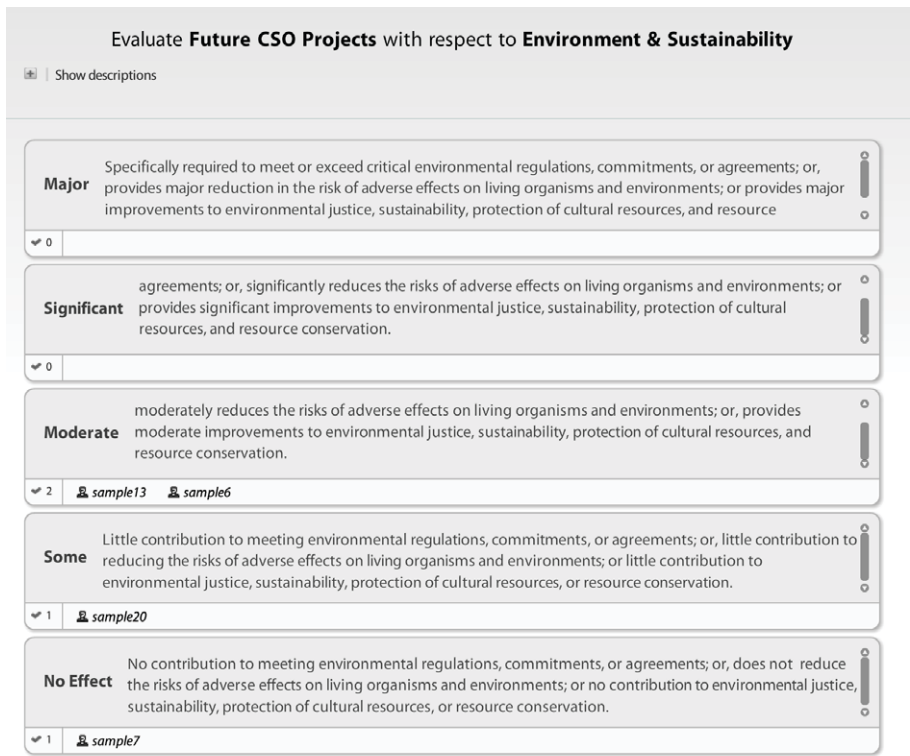 Evaluate Future CSO Projects with respect to Environment & Sustainability
Show descriptions
Major
Specifically required to meet or exceed critical environmental regulations, commitments, or agreements; or,
provides major reduction in the risk of adverse effects on living organisms and environments; or provides major
improvements to environmental justice, sustainability, protection of cultural resources, and resource
0
Significant
agreements; or, significantly reduces the risks of adverse effects on living organisms and environments; or
provides significant improvements to environmental justice, sustainability, protection of cultural
resources, and resource conservation.
0
Moderate
moderately reduces the risks of adverse effects on living organisms and environments; or, provides
moderate improvements to environmental justice, sustainability, protection of cultural resources, and
resource conservation.
2 sample13 sample6
Some
Little contribution to meeting environmental regulations, commitments, or agreements; or, little contribution to
reducing the risks of adverse effects on living organisms and environments; or little contribution to
environmental justice, sustainability, protection of cultural resources, or resource conservation.
1 sample20
No Effect
No contribution to meeting environmental regulations, commitments, or agreements; or, does not reduce
the risks of adverse effects on living organisms and environments; or no contribution to environmental justice,
sustainability, protection of cultural resources, or resource conservation.
1 sample7